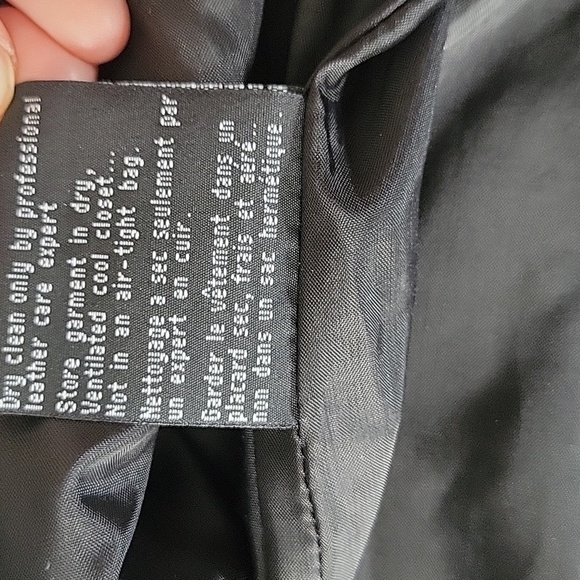 Dry clean only by professional
leather care expert
Store garment in dry,
Ventilated cool closet,..
Not in an air-tight bag.
Nettoyage a sec seulement par
un expert en cuir.
Garder le vêtement dans un
placard sec, frais et aéré..
non dans un sac hermetique.